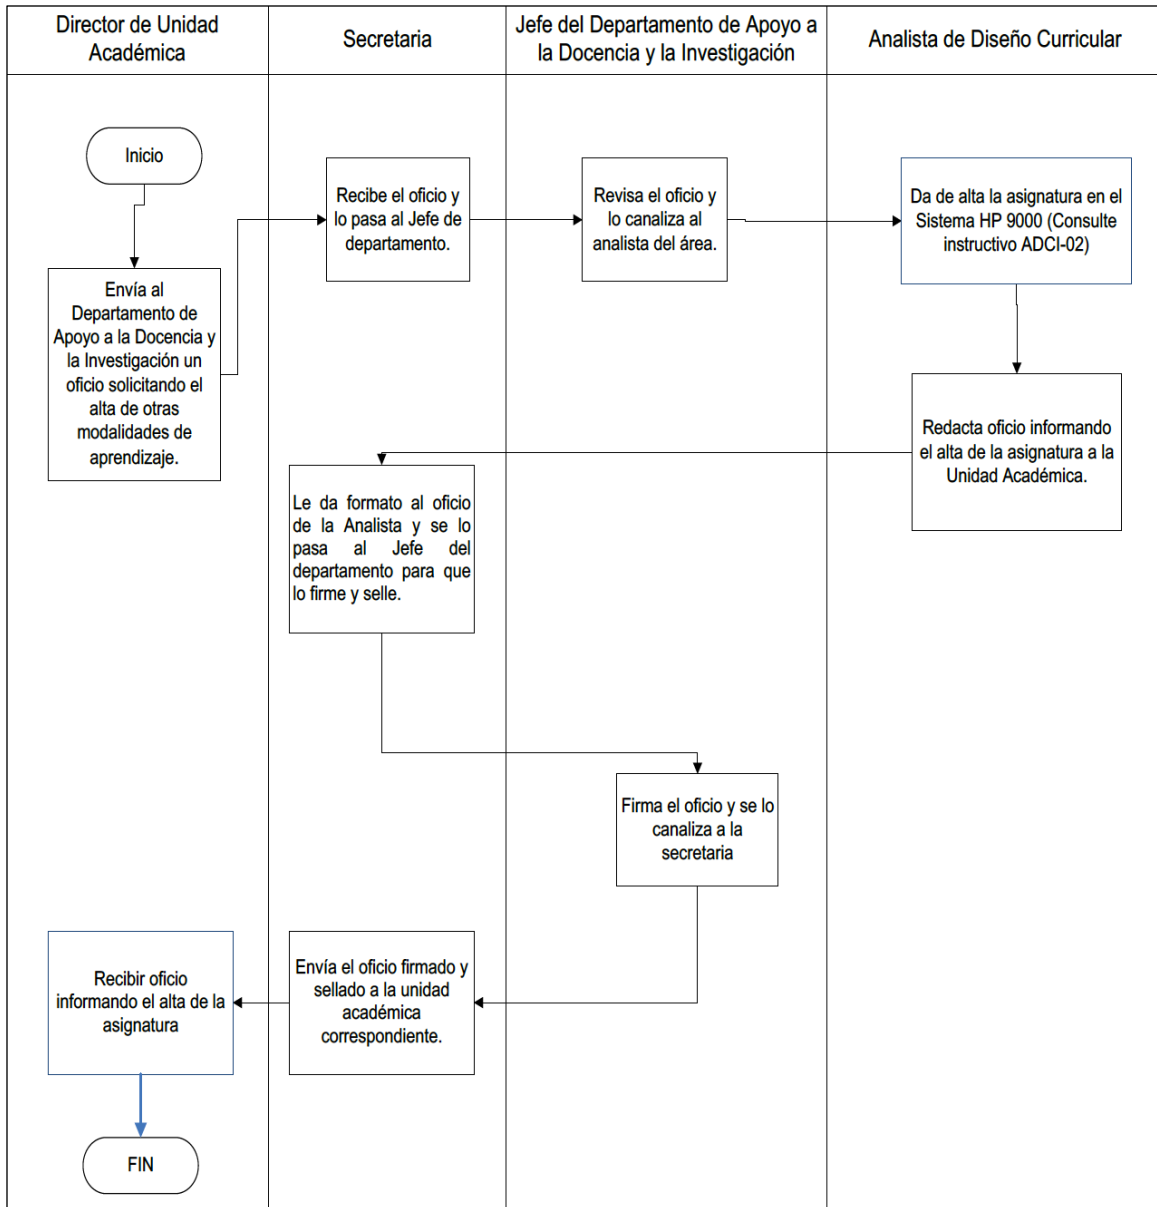 Director de Unidad
Académica
Secretaria
Jefe del Departamento de Apoyo a
la Docencia y la Investigación
Analista de Diseño Curricular
Inicio
Envía al
Departamento de
Apoyo a la Docencia y
la Investigación un
oficio solicitando el
alta de otras
modalidades de
aprendizaje.
Recibe el oficio y
lo pasa al Jefe de
departamento.
Revisa el oficio y
lo canaliza al
analista del área.
Da de alta la asignatura en el
Sistema HP 9000 (Consulte
instructivo ADCI-02)
Redacta oficio informando
el alta de la asignatura a la
Unidad Académica.
Le da formato al oficio
de la Analista y se lo
pasa al Jefe del
departamento para que
lo firme y selle.
Firma el oficio y se lo
canaliza a la
secretaria
Envía el oficio firmado y
sellado a la unidad
académica
correspondiente.
Recibir oficio
informando el alta de la
asignatura
FIN